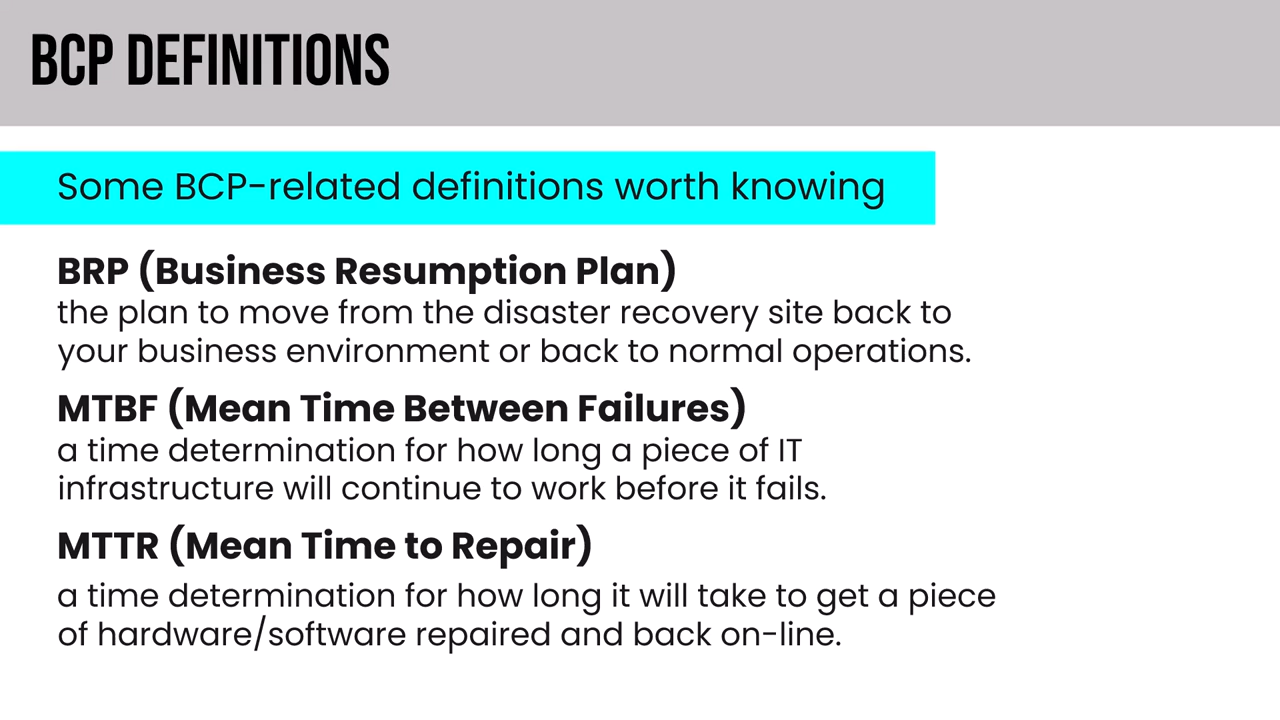 BCP DEFINITIONS
Some BCP-related definitions worth knowing
BRP (Business Resumption Plan)
the plan to move from the disaster recovery site back to
your business environment or back to normal operations.
MTBF (Mean Time Between Failures)
a time determination for how long a piece of IT
infrastructure will continue to work before it fails.
MTTR (Mean Time to Repair)
a time determination for how long it will take to get a piece
of hardware/software repaired and back on-line.